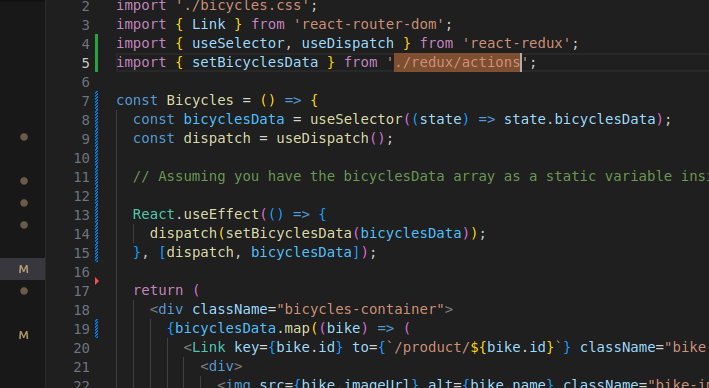 2 import './bicycles.css';
3 import { Link } from 'react-router-dom';
4 import { useSelector, useDispatch } from 'react-redux';
5 import { setBicyclesData } from './redux/actions';
6
7 const Bicycles = () => {
8 const bicyclesData = useSelector((state) => state.bicyclesData);
9 const dispatch = useDispatch();
10
11 // Assuming you have the bicyclesData array as a static variable insi
12
13 React.useEffect(() => {
14 dispatch(setBicyclesData(bicyclesData));
15 }, [dispatch, bicyclesData]);
M 16
17 return (
18 <div className="bicycles-container">
M 19 {bicyclesData.map((bike) => (
20 <Link key={bike.id} to={`/product/${bike.id}`} className="bike-
21 <div>
22 <img src={bike.imageUrl} alt={bike.name} className="bike-i